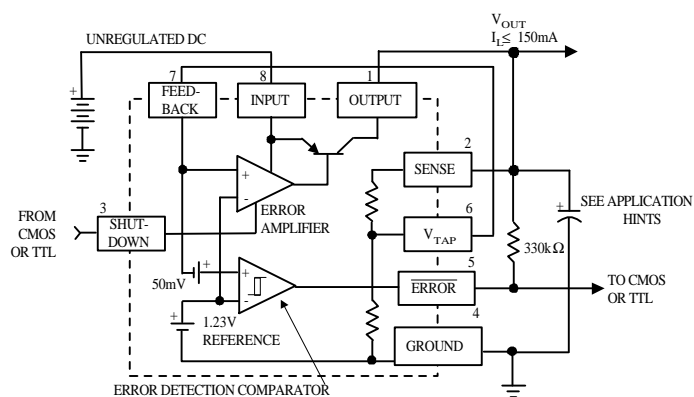 V_OUT
I_L≤ 150mA
UNREGULATED DC
7
8
1
+
FEED-
BACK
INPUT
OUTPUT
2
SENSE
+
-
ERROR
AMPLIFIER
3
FROM
CMOS
OR TTL
SHUT-
DOWN
6
V_TAP
+
SEE APPLICATION
HINTS
330kΩ
5
ERROR
TO CMOS
OR TTL
50mV
+
+
-
+
1.23V
REFERENCE
4
GROUND
ERROR DETECTION COMPARATOR